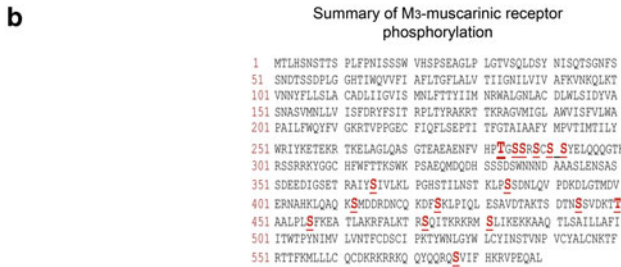 b
Summary of M3-muscarinic receptor
phosphorylation
1 MTLHSNSTTS PLFPNISSSW VHSPSEAGLP LGTVSQLDSY NISQTSGNFS
51 SNDTSSDPLG GHTIWQVVFI AFLTGFLALV TIIGNILVIV AFKVNKQLKT
101 VNNYFLLSLA CADLIIGVIS MNLFTTYIIM NRWALGNLAC DLWLSIDYVA
151 SNASVMNLLV ISFDRYFSIT RPLTYRAKRT TKRAGVMIGL AWVISFVLWA
201 PAILFWQYFV GKRTVPPGEC FIQFLSEPTI TFGTAIAAFY MPVTIMTILY
251 WRIYKETEKR TKELAGLQAS GTEAEAENFV HPTGSSRSCS SYELQQQGTK
301 RSSRRKYGGC HFWFTTKSWK PSAEQMDQDH SSSDSWNNND AAASLENSAS
351 SDEEDIGSET RAIYSIVLKL PGHSTILNST KLPSSDNLQV PDKDLGTMDV
401 ERNAHKLQAQ KSMDDRDNCQ KDFSKLPIQL ESAVDTAKTS DTNSSVDKTT
451 AALPLSFKEA TLAKRFALKT RSQITKRKRM SLIKEKKAAQ TLSAILLAFI
501 ITWTPYNIMV LVNTFCDSCI PKTYWNLGYW LCYINSTVNP VCYALCNKTF
551 RTTFKMLLLC QCDKRKRRKQ QYQQRQSVIF HKRVPEQAL